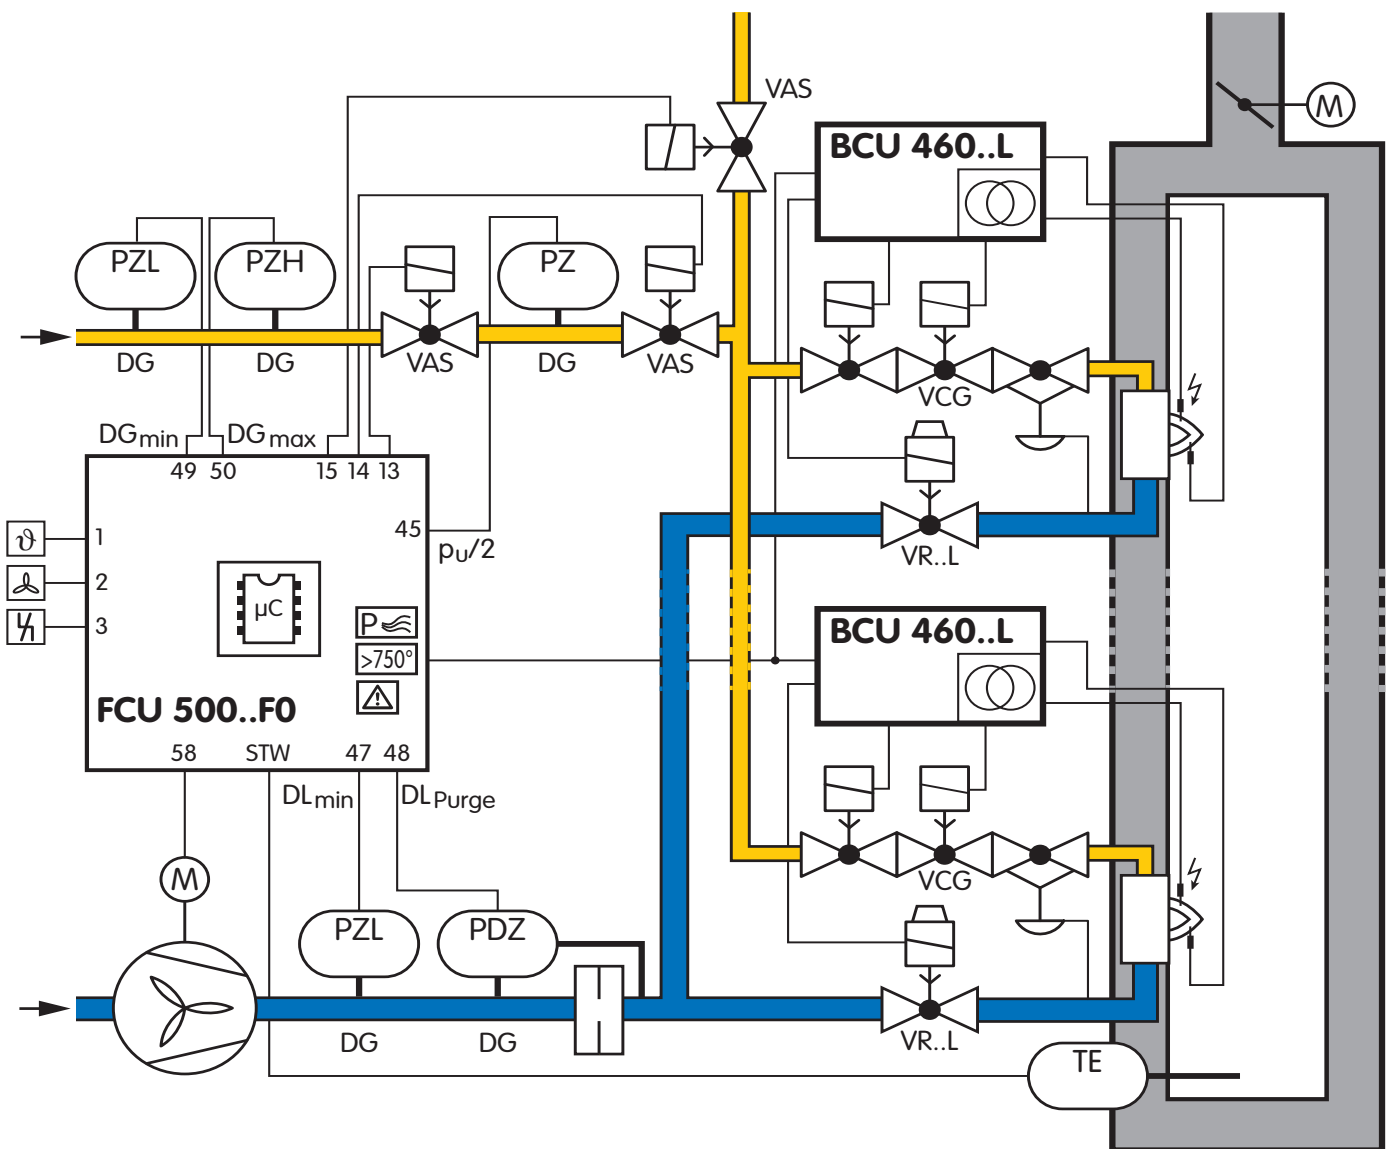 VAS
M
BCU 460..L
PZL
PZH
PZ
DG
DG
VAS
DG
VAS
VCG
DGmin
DGmax
49 50
15 14 13
45
pu/2
VR..L
ϑ
1
2
3
µC
P
>750°
BCU 460..L
FCU 500..F0
58
STW
47 48
DLmin
DLPurge
VCG
M
PZL
PDZ
DG
DG
VR..L
TE